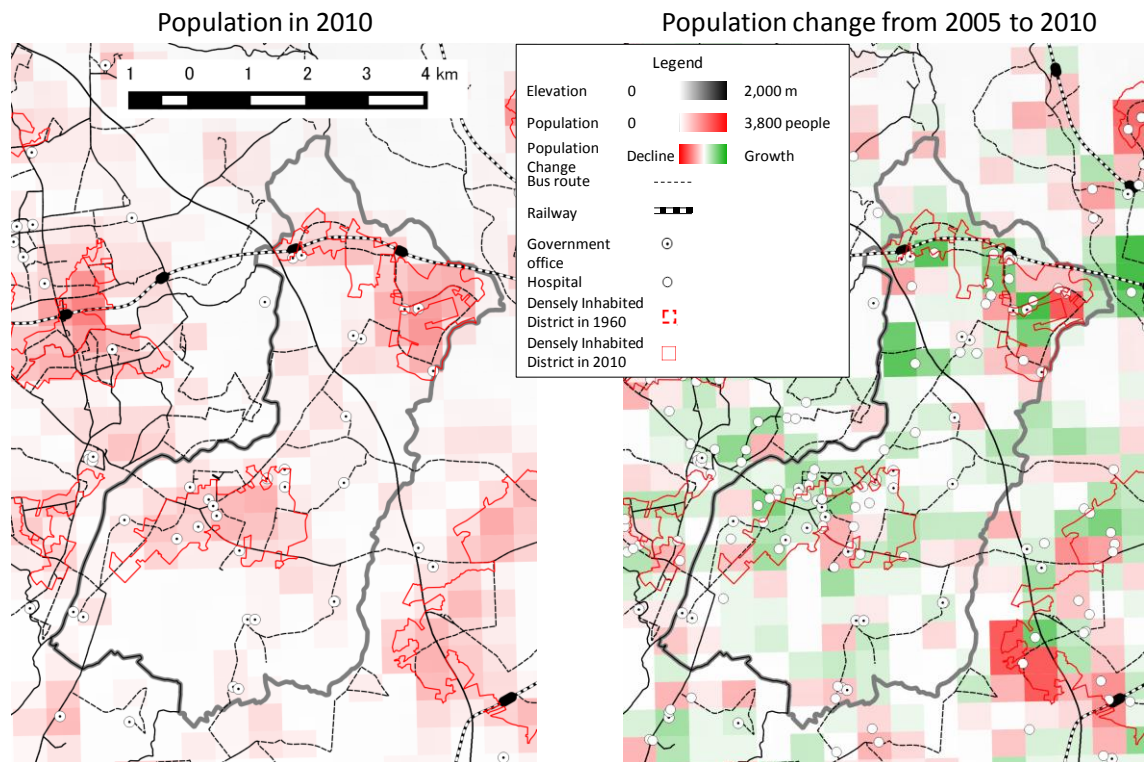 Population in 2010
Population change from 2005 to 2010
1 0 1 2 3 4 km
Legend
Elevation 0 2,000 m
Population 0 3,800 people
Population
Change Decline Growth
Bus route
Railway
Government
office
Hospital
Densely Inhabited
District in 1960
Densely Inhabited
District in 2010